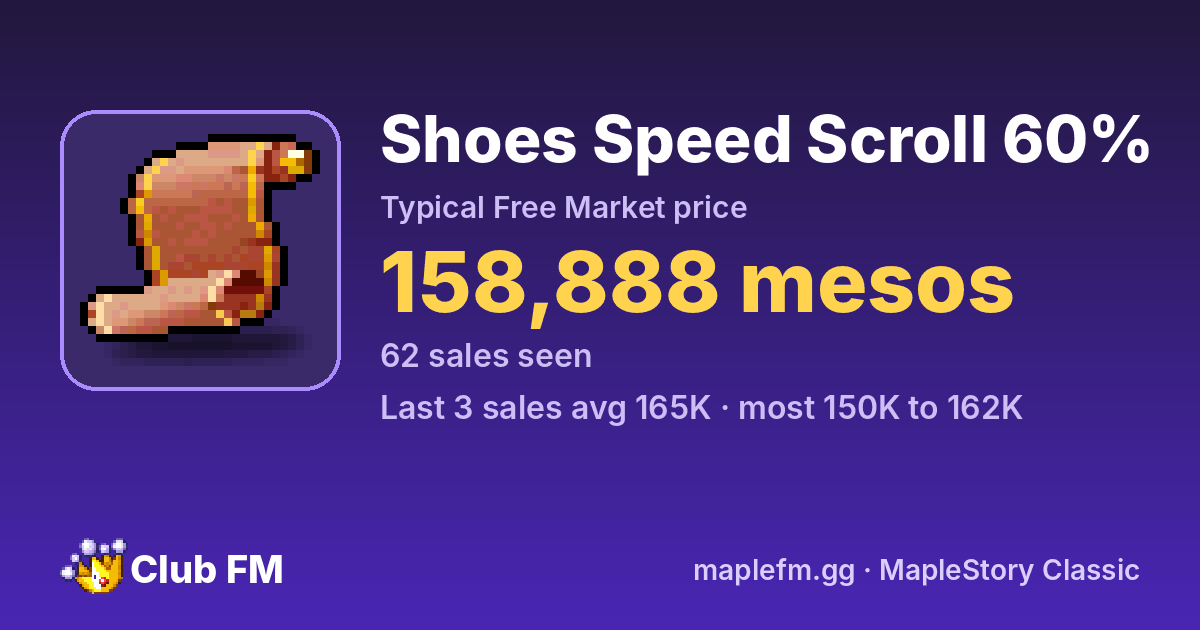 Shoes Speed Scroll 60%
Typical Free Market price
158,888 mesos
62 sales seen
Last 3 sales avg 165K · most 150K to 162K
Club FM
maplefm.gg · MapleStory Classic